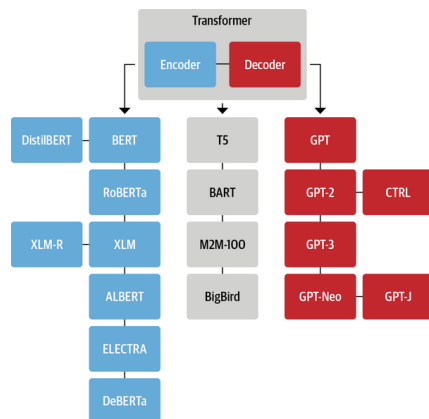 Transformer
Encoder Decoder
DistilBERT BERT T5 GPT
RoBERTa BART GPT-2 CTRL
XLM-R XLM M2M-100 GPT-3
ALBERT BigBird GPT-Neo GPT-J
ELECTRA
DeBERTa